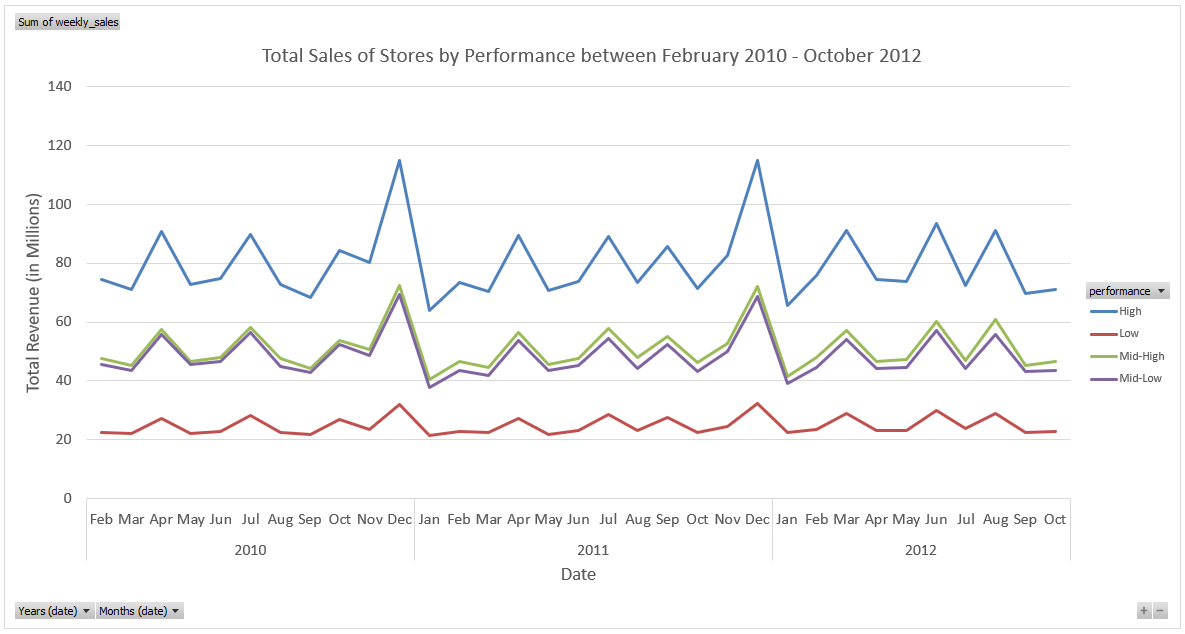 Sum of weekly_sales
Total Sales of Stores by Performance between February 2010 - October 2012
Total Revenue (in Millions)
140
120
100
80
60
40
20
0
performance
High
Low
Mid-High
Mid-Low
Feb Mar Apr May Jun Jul Aug Sep Oct Nov Dec Jan Feb Mar Apr May Jun Jul Aug Sep Oct Nov Dec Jan Feb Mar Apr May Jun Jul Aug Sep Oct
2010 2011 2012
Date
Years (date) Months (date) + −